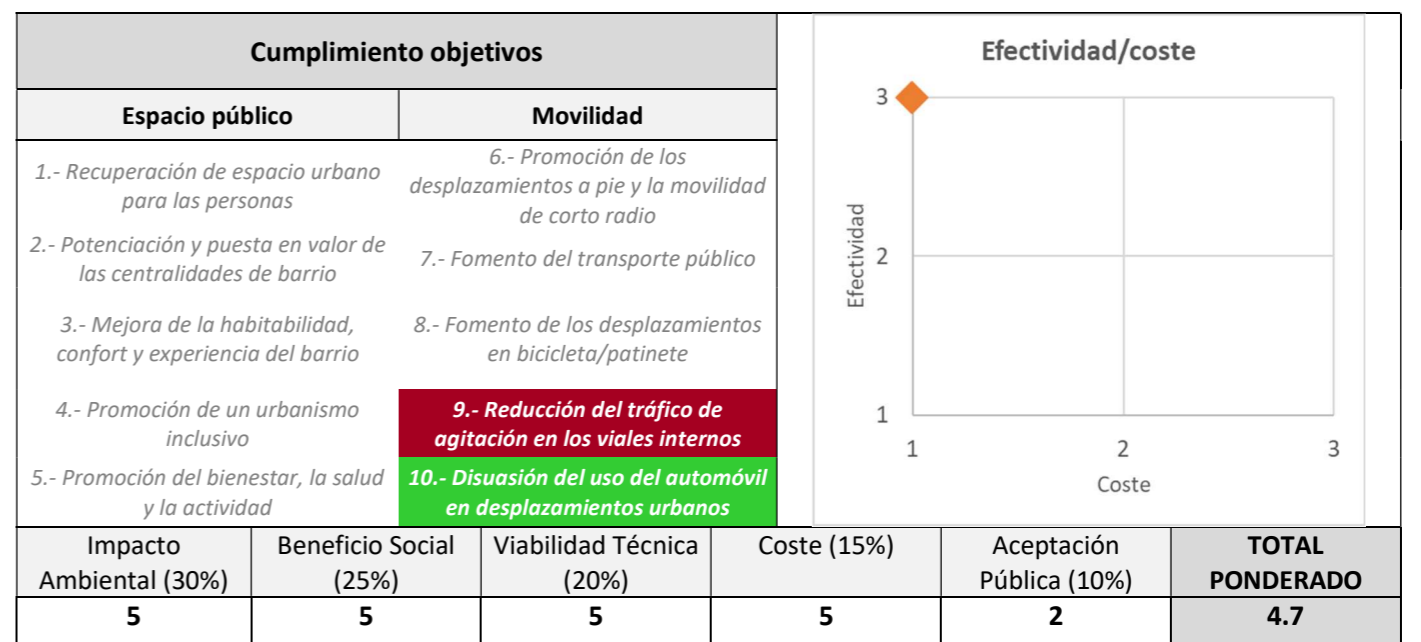 Cumplimiento objetivos
Espacio público
Movilidad
1.- Recuperación de espacio urbano
para las personas
6.- Promoción de los
desplazamientos a pie y la movilidad
de corto radio
2.- Potenciación y puesta en valor de
las centralidades de barrio
7.- Fomento del transporte público
3.- Mejora de la habitabilidad,
confort y experiencia del barrio
8.- Fomento de los desplazamientos
en bicicleta/patinete
4.- Promoción de un urbanismo
inclusivo
9.- Reducción del tráfico de
agitación en los viales internos
5.- Promoción del bienestar, la salud
y la actividad
10.- Disuasión del uso del automóvil
en desplazamientos urbanos
Efectividad/coste
Efectividad
3
2
1
1 2 3
Coste
Impacto
Ambiental (30%)
Beneficio Social
(25%)
Viabilidad Técnica
(20%)
Coste (15%)
Aceptación
Pública (10%)
TOTAL
PONDERADO
5 5 5 5 2 4.7